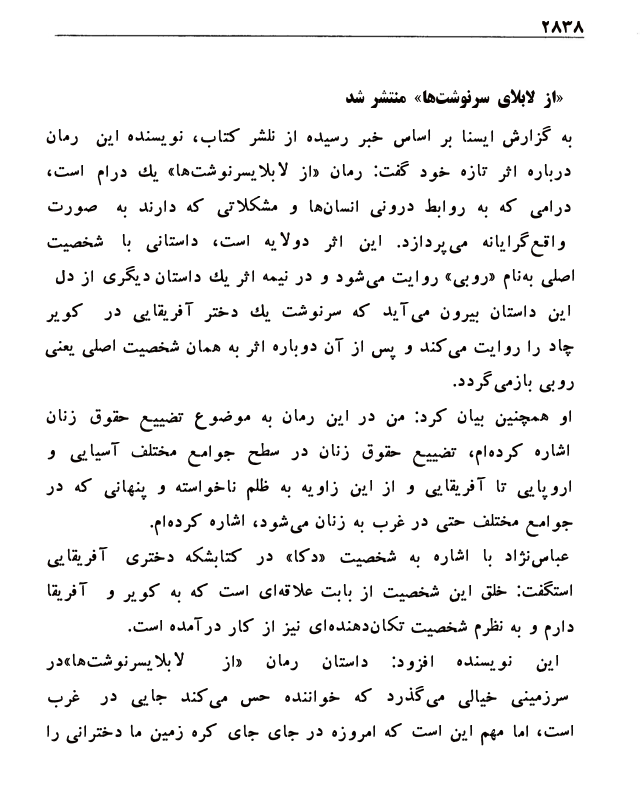 ۲۸۳۸
«از لابلای سرنوشت‌ها» منتشر شد
به گزارش ایسنا بر اساس خبر رسیده از نلشر کتاب، نویسنده این رمان
درباره اثر تازه خود گفت: رمان «از لابلایسرنوشت‌ها» یك درام است،
درامی که به روابط درونی انسان‌ها و مشکلاتی که دارند به صورت
واقع‌گرایانه می‌پردازد. این اثر دولایه است، داستانی با شخصیت
اصلی به‌نام «روبی» روایت می‌شود و در نیمه اثر یك داستان دیگری از دل
این داستان بیرون می‌آید که سرنوشت یك دختر آفریقایی در کویر
چاد را روایت می‌کند و پس از آن دوباره اثر به همان شخصیت اصلی یعنی
روبی بازمی‌گردد.
او همچنین بیان کرد: من در این رمان به موضوع تضییع حقوق زنان
اشاره کرده‌ام، تضییع حقوق زنان در سطح جوامع مختلف آسیایی و
اروپایی تا آفریقایی و از این زاویه به ظلم ناخواسته و پنهانی که در
جوامع مختلف حتی در غرب به زنان می‌شود، اشاره کرده‌ام.
عباس‌نژاد با اشاره به شخصیت «دکا» در کتابشکه دختری آفریقایی
استگفت: خلق این شخصیت از بابت علاقه‌ای است که به کویر و آفریقا
دارم و به نظرم شخصیت تکان‌دهنده‌ای نیز از کار درآمده است.
این نویسنده افزود: داستان رمان «از لابلایسرنوشت‌ها»در
سرزمینی خیالی می‌گذرد که خواننده حس می‌کند جایی در غرب
است، اما مهم این است که امروزه در جای جای کره زمین ما دخترانی را